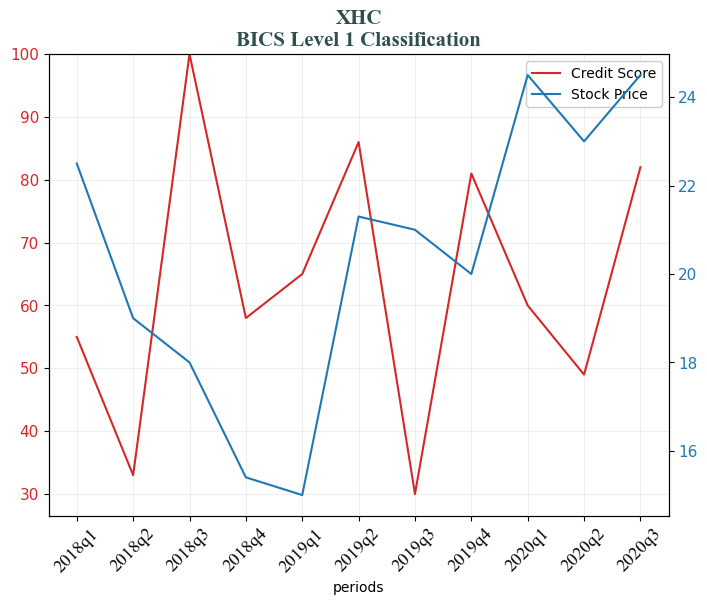 XHC
BICS Level 1 Classification
Credit Score
Stock Price
100
90
80
70
60
50
40
30
24
22
20
18
16
2018q1
2018q2
2018q3
2018q4
2019q1
2019q2
2019q3
2019q4
2020q1
2020q2
2020q3
periods